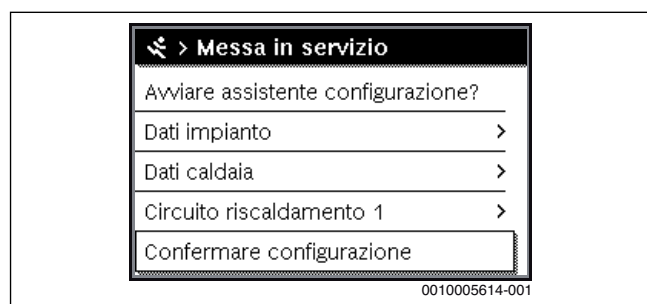 > Messa in servizio
Avviare assistente configurazione?
Dati impianto >
Dati caldaia >
Circuito riscaldamento 1 >
Confermare configurazione
0010005614-001